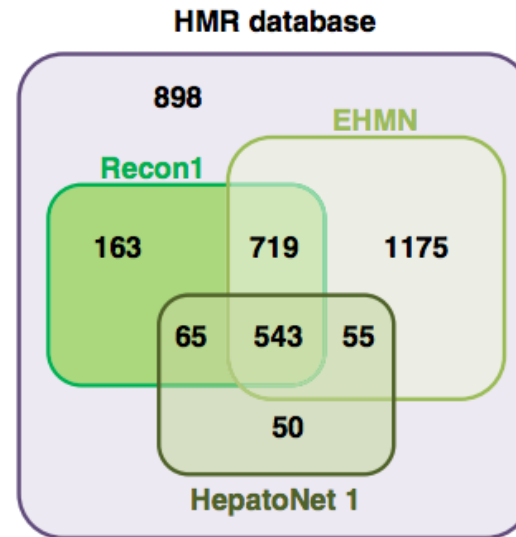 HMR database
898
EHMN
Recon1
163 719 1175
65 543 55
50
HepatoNet 1